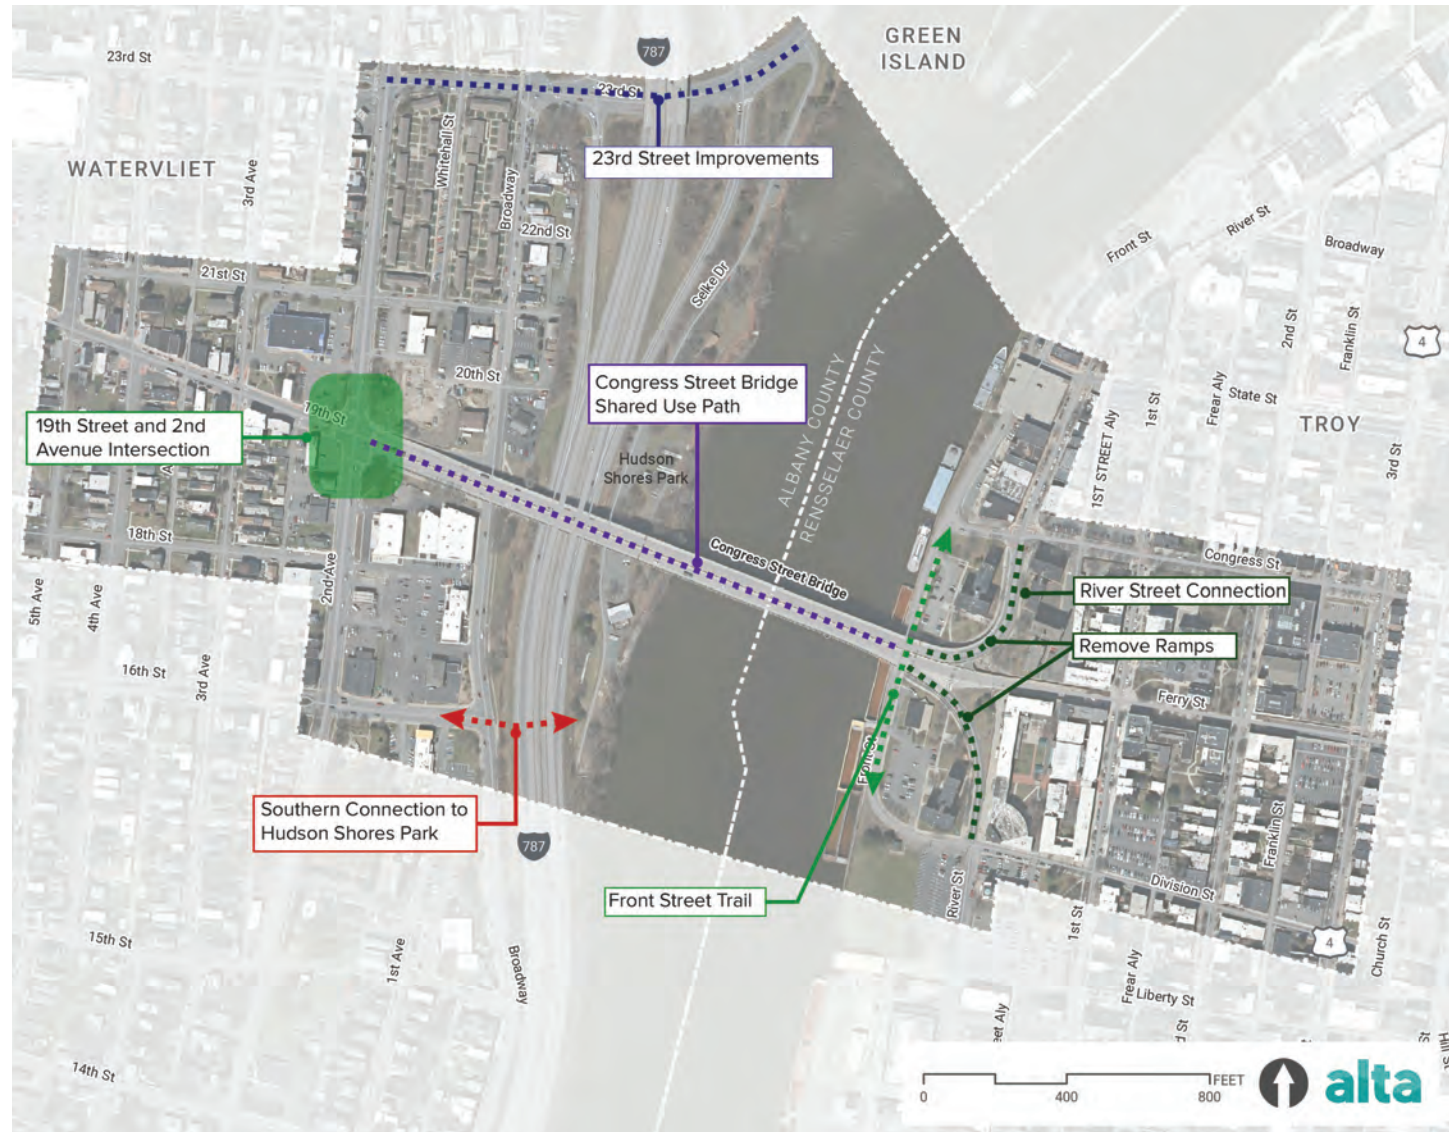 GREEN
ISLAND
787
23rd St
23rd St
23rd Street Improvements
WATERVLIET
3rd Ave
Whitehall St
Broadway
22nd St
21st St
Selke Dr
Front St
River St
Broadway
2nd St
Franklin St
4
20th St
Congress Street Bridge
Shared Use Path
ALBANY COUNTY
RENSSELAER COUNTY
1ST STREET Aly
1st St
Frear Aly
State St
TROY
3rd St
19th St
19th Street and 2nd
Avenue Intersection
Hudson
Shores Park
18th St
2nd Ave
5th Ave
4th Ave
Congress Street Bridge
Congress St
River Street Connection
Remove Ramps
16th St
3rd Ave
Ferry St
Front St
Southern Connection to
Hudson Shores Park
787
Front Street Trail
River St
Division St
Franklin St
1st St
4
Church St
15th St
1st Ave
Broadway
Frear Aly
Liberty St
eet Aly
d St
St
Hill St
14th St
FEET
0
400
800
alta